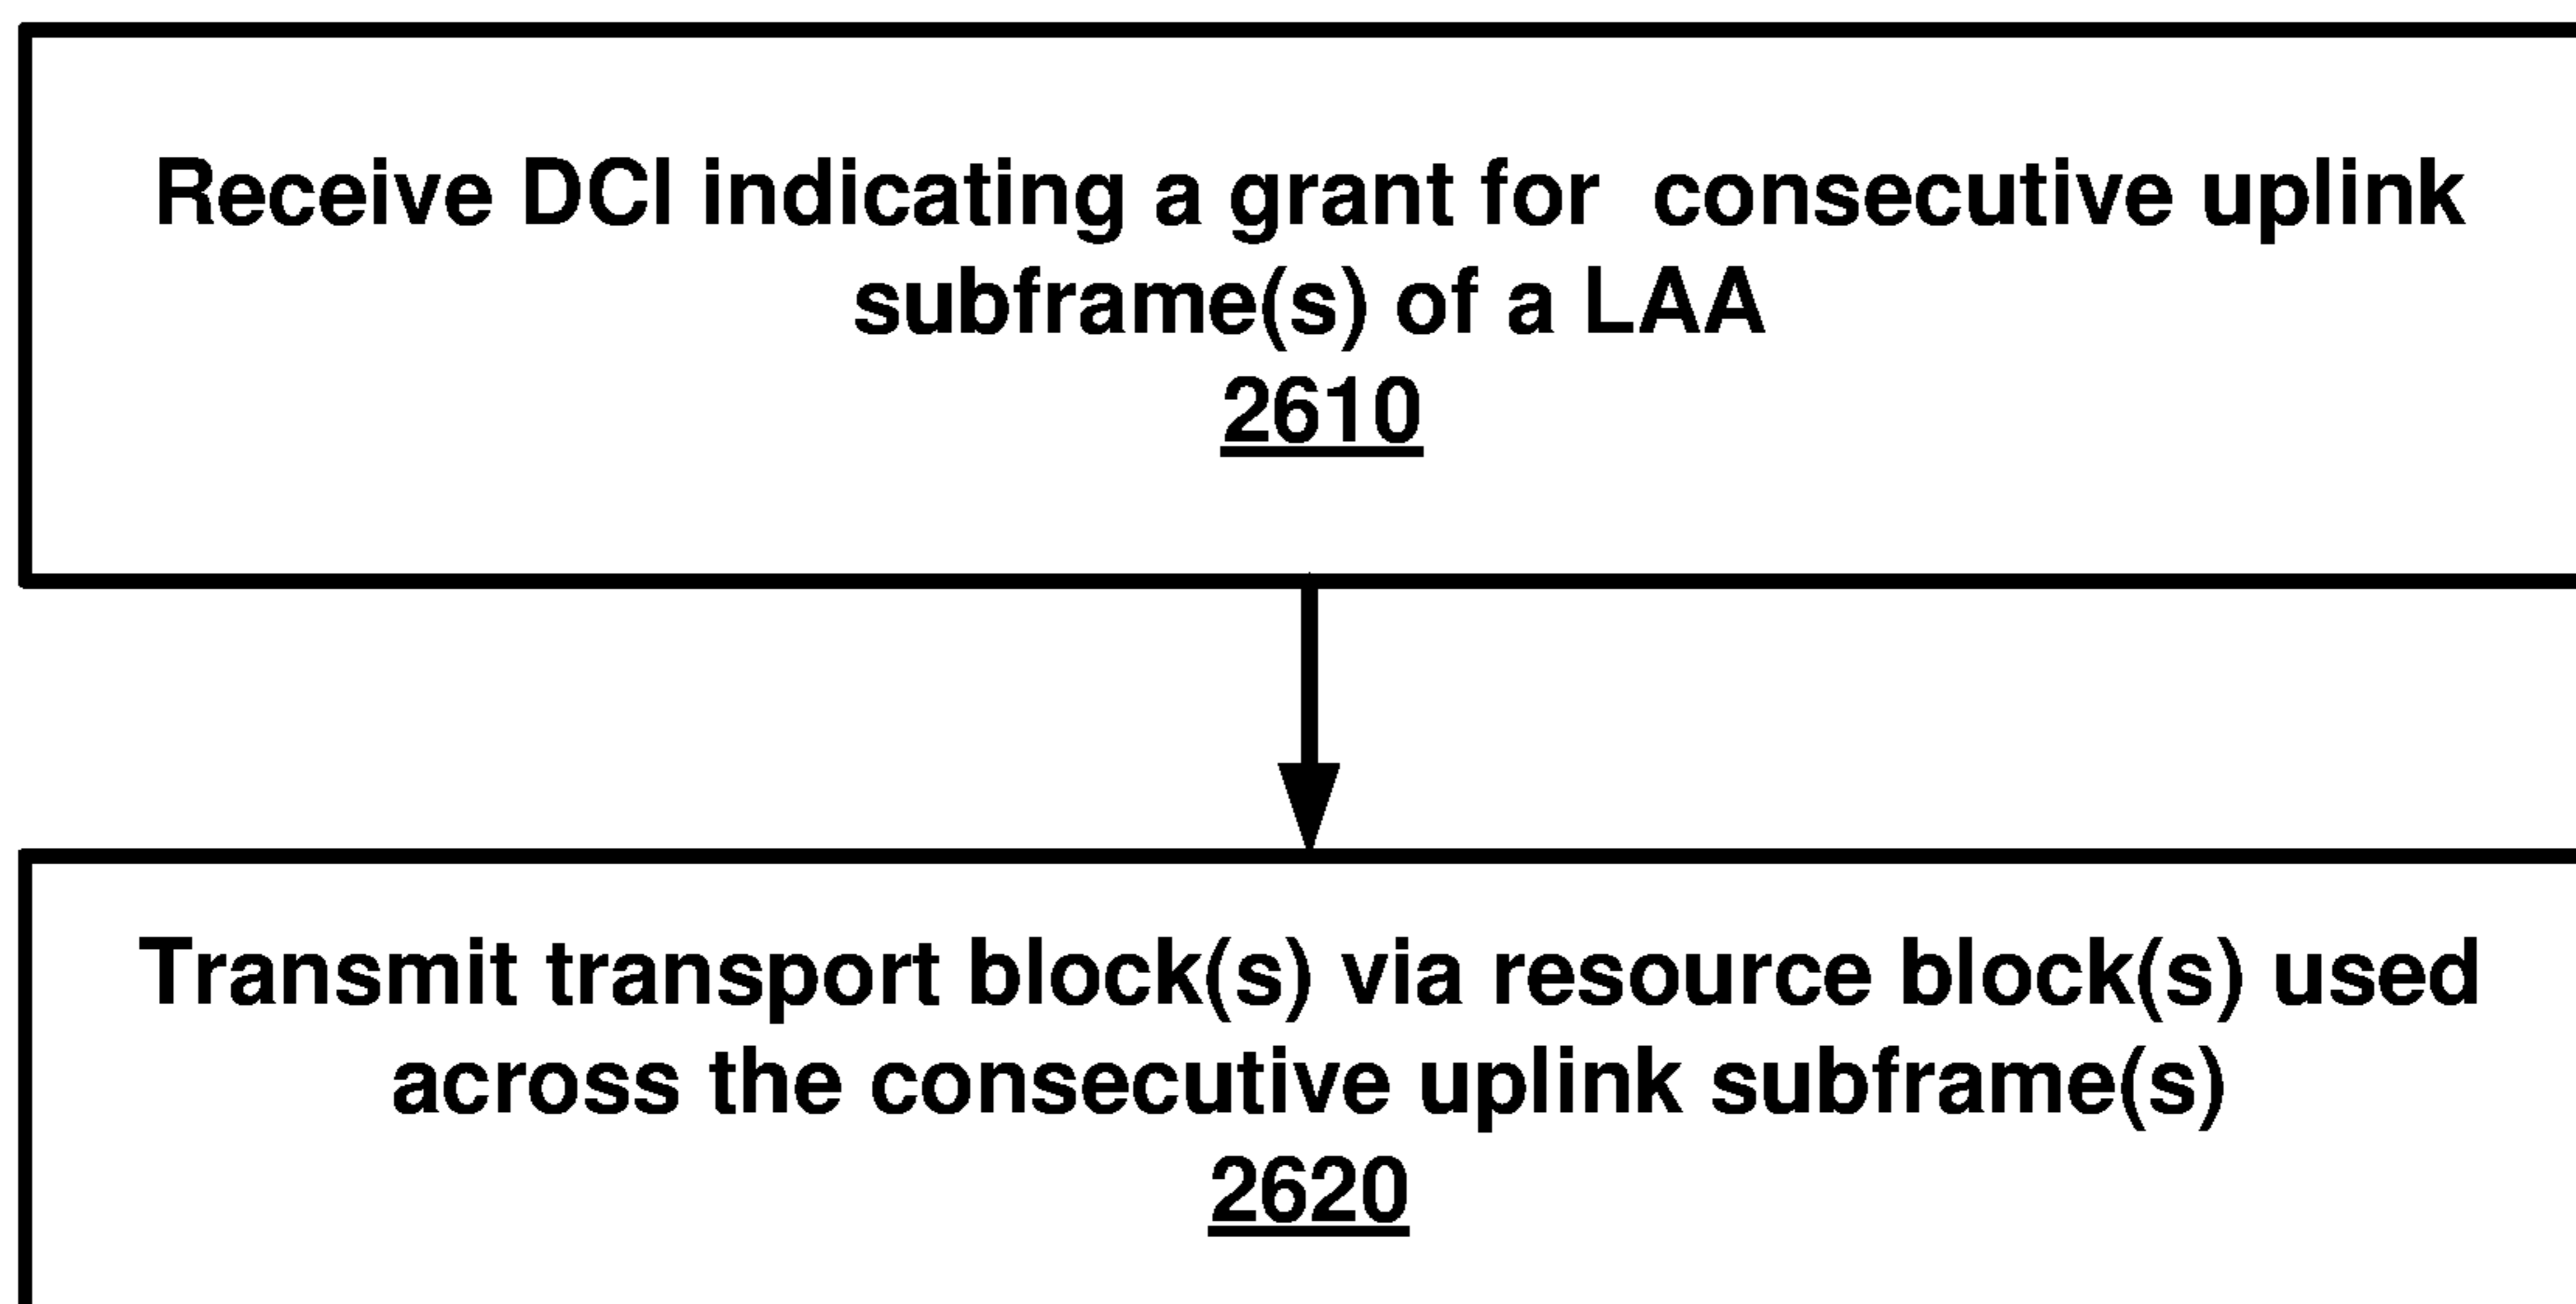 Receive DCI indicating a grant for consecutive uplink
subframe(s) of a LAA
2610
Transmit transport block(s) via resource block(s) used
across the consecutive uplink subframe(s)
2620